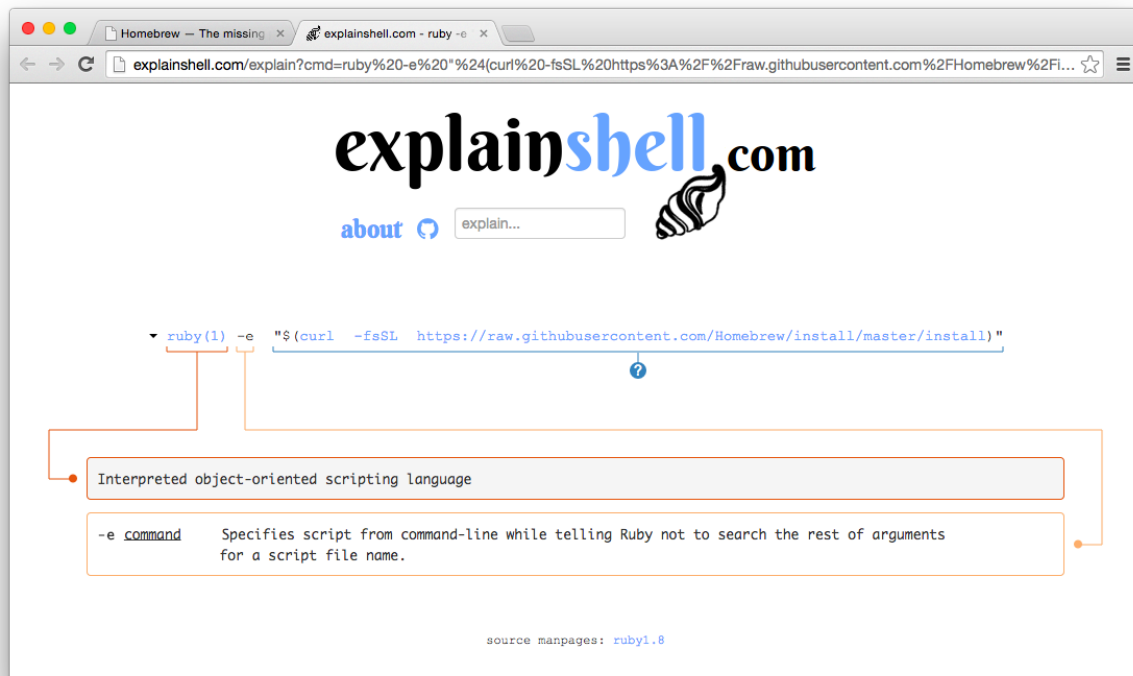 Homebrew — The missing
explainshell.com - ruby -e
explainshell.com/explain?cmd=ruby%20-e%20"%24(curl%20-fsSL%20https%3A%2F%2Fraw.githubusercontent.com%2FHomebrew%2Fi...
explainshell.com
about
explain...
ruby(1) -e "$(curl -fsSL https://raw.githubusercontent.com/Homebrew/install/master/install)"
?
Interpreted object-oriented scripting language
-e command Specifies script from command-line while telling Ruby not to search the rest of arguments
for a script file name.
source manpages: ruby1.8